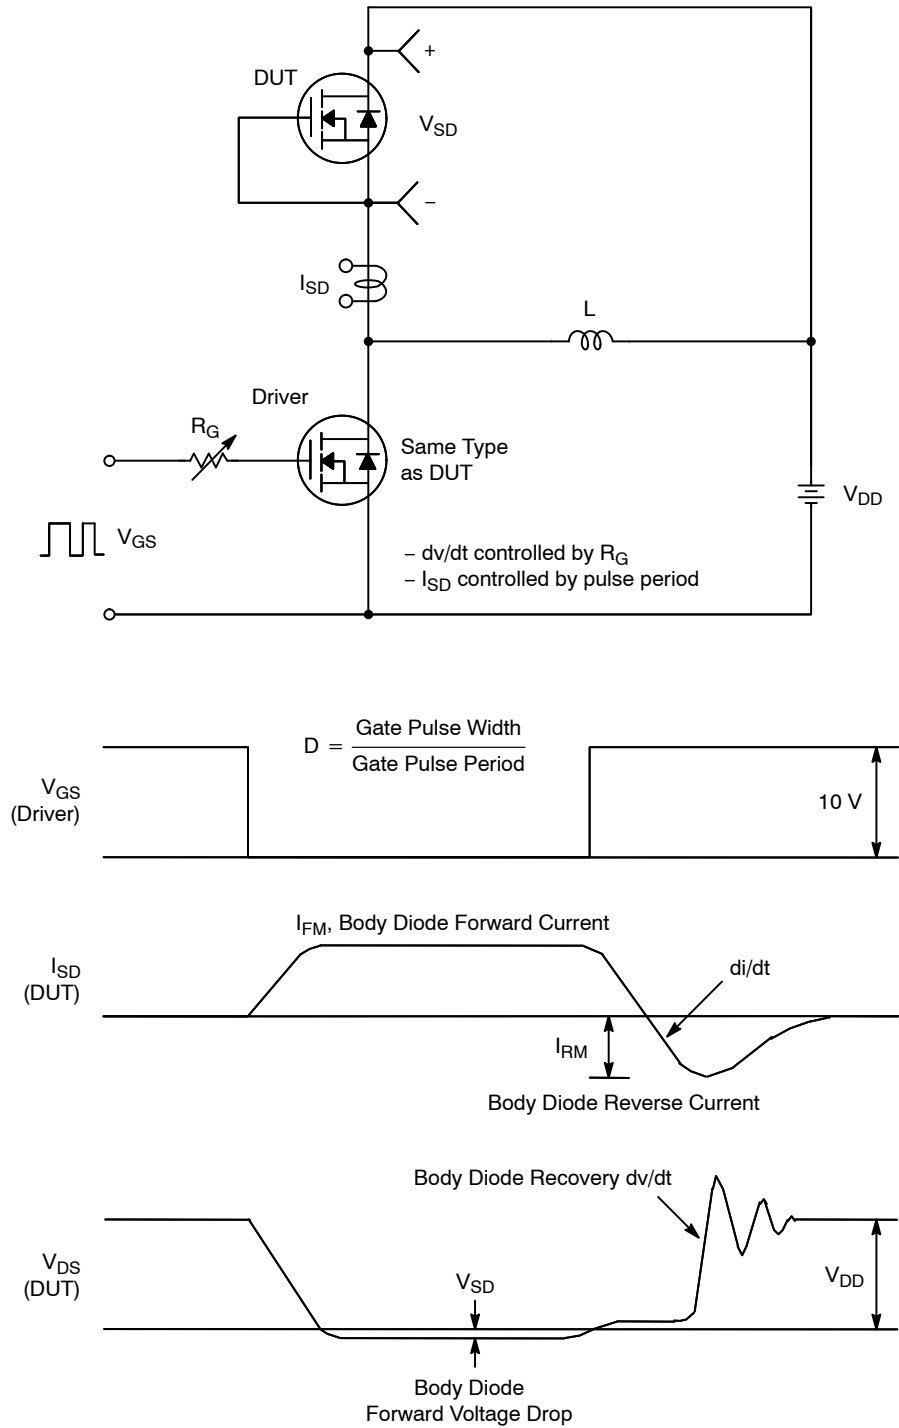 +
DUT
V_SD
−
I_SD
L
Driver
R_G
Same Type
as DUT
V_DD
V_GS
− dv/dt controlled by R_G
− I_SD controlled by pulse period
D = Gate Pulse Width
Gate Pulse Period
V_GS
(Driver)
10 V
I_FM, Body Diode Forward Current
I_SD
(DUT)
di/dt
I_RM
Body Diode Reverse Current
Body Diode Recovery dv/dt
V_DS
(DUT)
V_SD
V_DD
Body Diode
Forward Voltage Drop